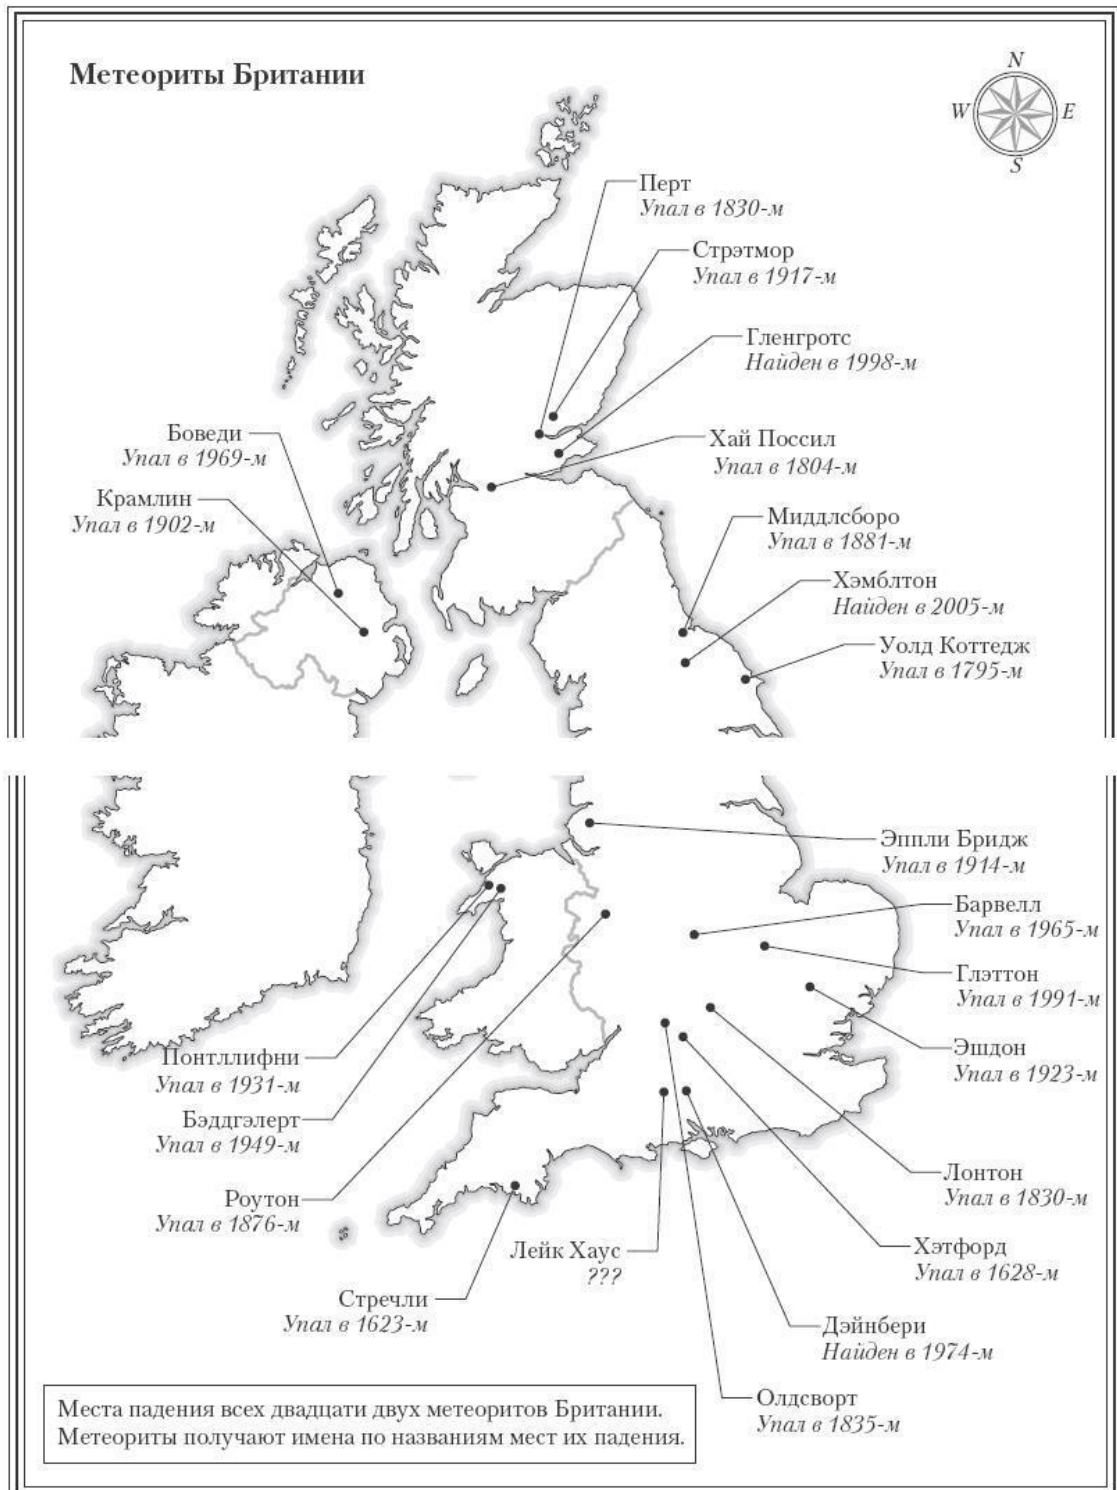 Метеориты Британии
N
W
E
S
Перт
Упал в 1830-м
Стрэтмор
Упал в 1917-м
Гленгротс
Найден в 1998-м
Боведи
Упал в 1969-м
Хай Поссил
Упал в 1804-м
Крамлин
Упал в 1902-м
Миддлсборо
Упал в 1881-м
Хэмблтон
Найден в 2005-м
Уолд Коттедж
Упал в 1795-м
Эппли Бридж
Упал в 1914-м
Барвелл
Упал в 1965-м
Глэттон
Упал в 1991-м
Эшдон
Упал в 1923-м
Понтллифни
Упал в 1931-м
Бэддгэлерт
Упал в 1949-м
Роутон
Упал в 1876-м
Лонтон
Упал в 1830-м
Лейк Хаус
???
Хэтфорд
Упал в 1628-м
Стречли
Упал в 1623-м
Дэйнбери
Найден в 1974-м
Олдсворт
Упал в 1835-м
Места падения всех двадцати двух метеоритов Британии.
Метеориты получают имена по названиям мест их падения.